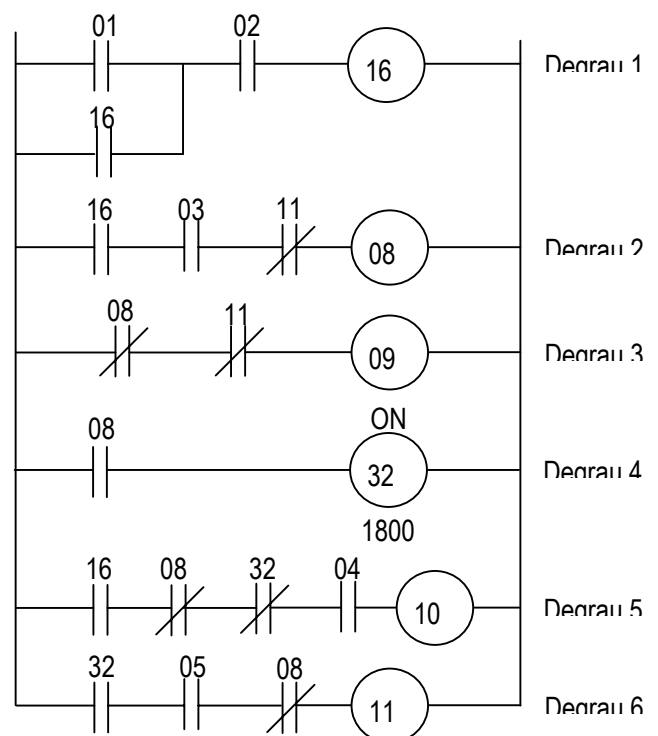 01 02
16 Degrau 1
16
16 03 11
08 Degrau 2
08 11
09 Degrau 3
08 ON
32 Degrau 4
1800
16 08 32 04
10 Degrau 5
32 05 08
11 Degrau 6